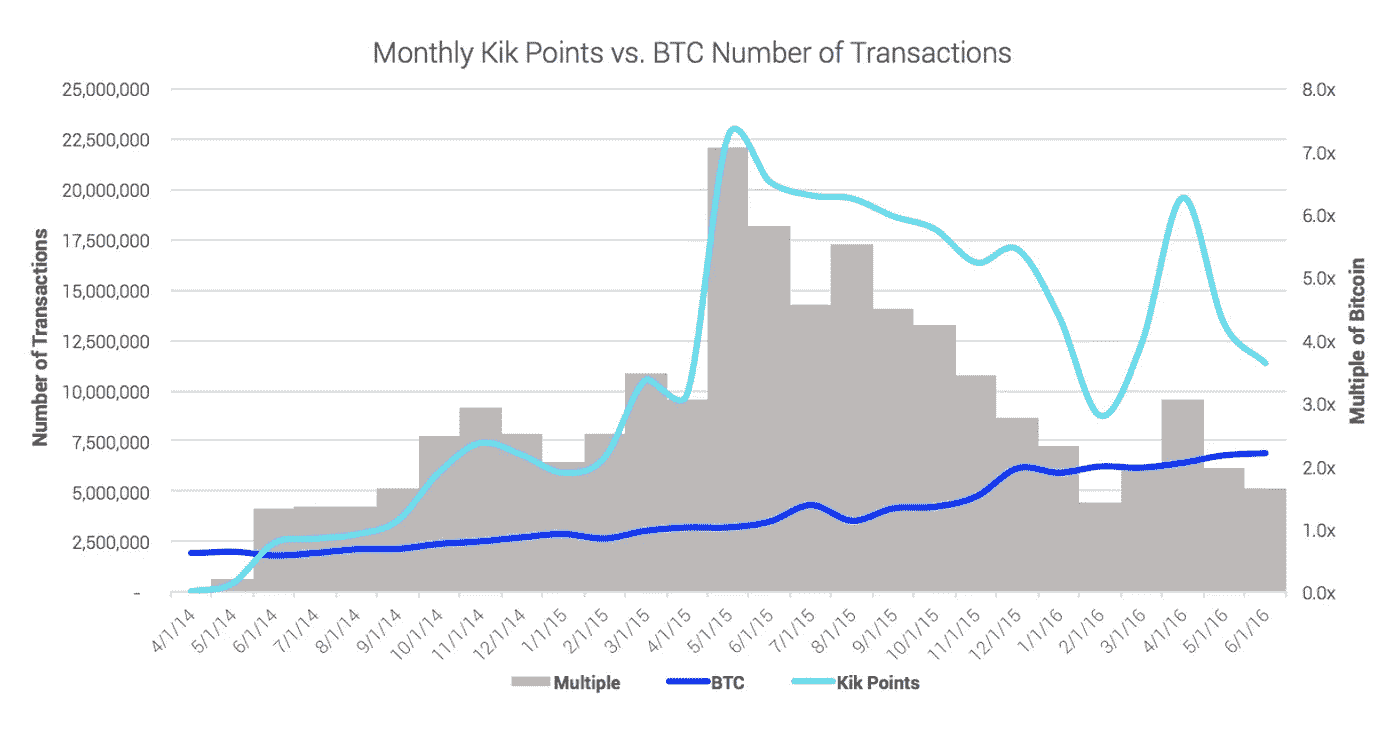 Monthly Kik Points vs. BTC Number of Transactions
25,000,000
22,500,000
20,000,000
17,500,000
15,000,000
12,500,000
10,000,000
7,500,000
5,000,000
2,500,000
-
Number of Transactions
8.0x
7.0x
6.0x
5.0x
4.0x
3.0x
2.0x
1.0x
0.0x
Multiple of Bitcoin
4/1/14
5/1/14
6/1/14
7/1/14
8/1/14
9/1/14
10/1/14
11/1/14
12/1/14
1/1/15
2/1/15
3/1/15
4/1/15
5/1/15
6/1/15
7/1/15
8/1/15
9/1/15
10/1/15
11/1/15
12/1/15
1/1/16
2/1/16
3/1/16
4/1/16
5/1/16
6/1/16
Multiple
BTC
Kik Points